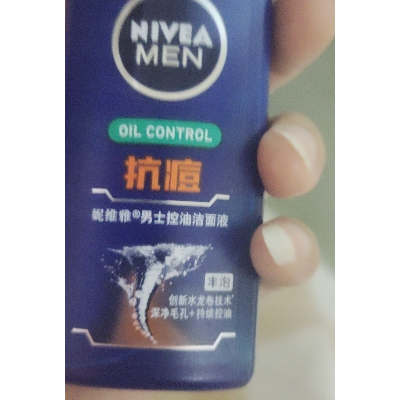 NIVEA
MEN
OIL CONTROL
抗痘
妮维雅®男士控油洁面液
丰泡
创新水龙卷技术
深净毛孔+持续控油